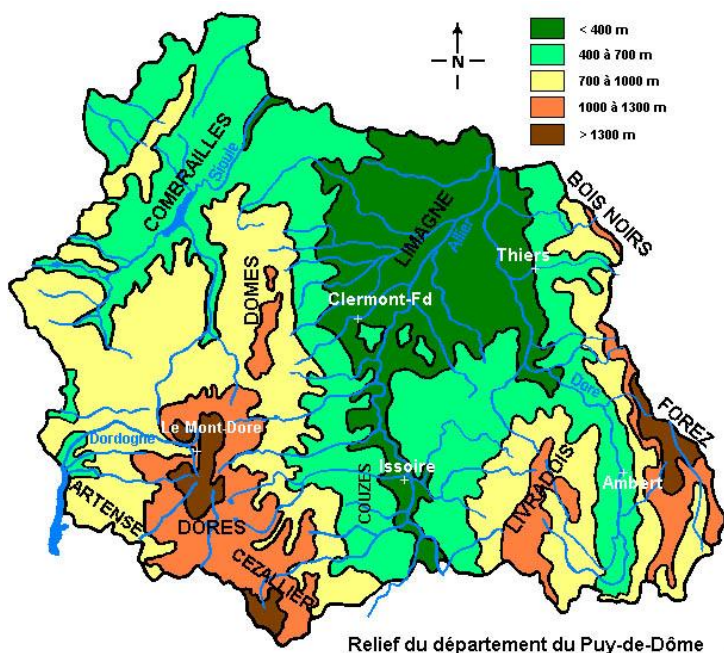 < 400 m
400 à 700 m
700 à 1000 m
1000 à 1300 m
> 1300 m
N
COMBRAILLES
Sioule
LIMAGNE
Allier
BOIS NOIRS
Thiers
DOMES
Clermont-Fd
Dore
FOREZ
Le Mont-Dore
Dordogne
Issoire
Ambert
LIVRADOIS
COUZES
ARTENSE
DORES
CEZALLIER
Relief du département du Puy-de-Dôme